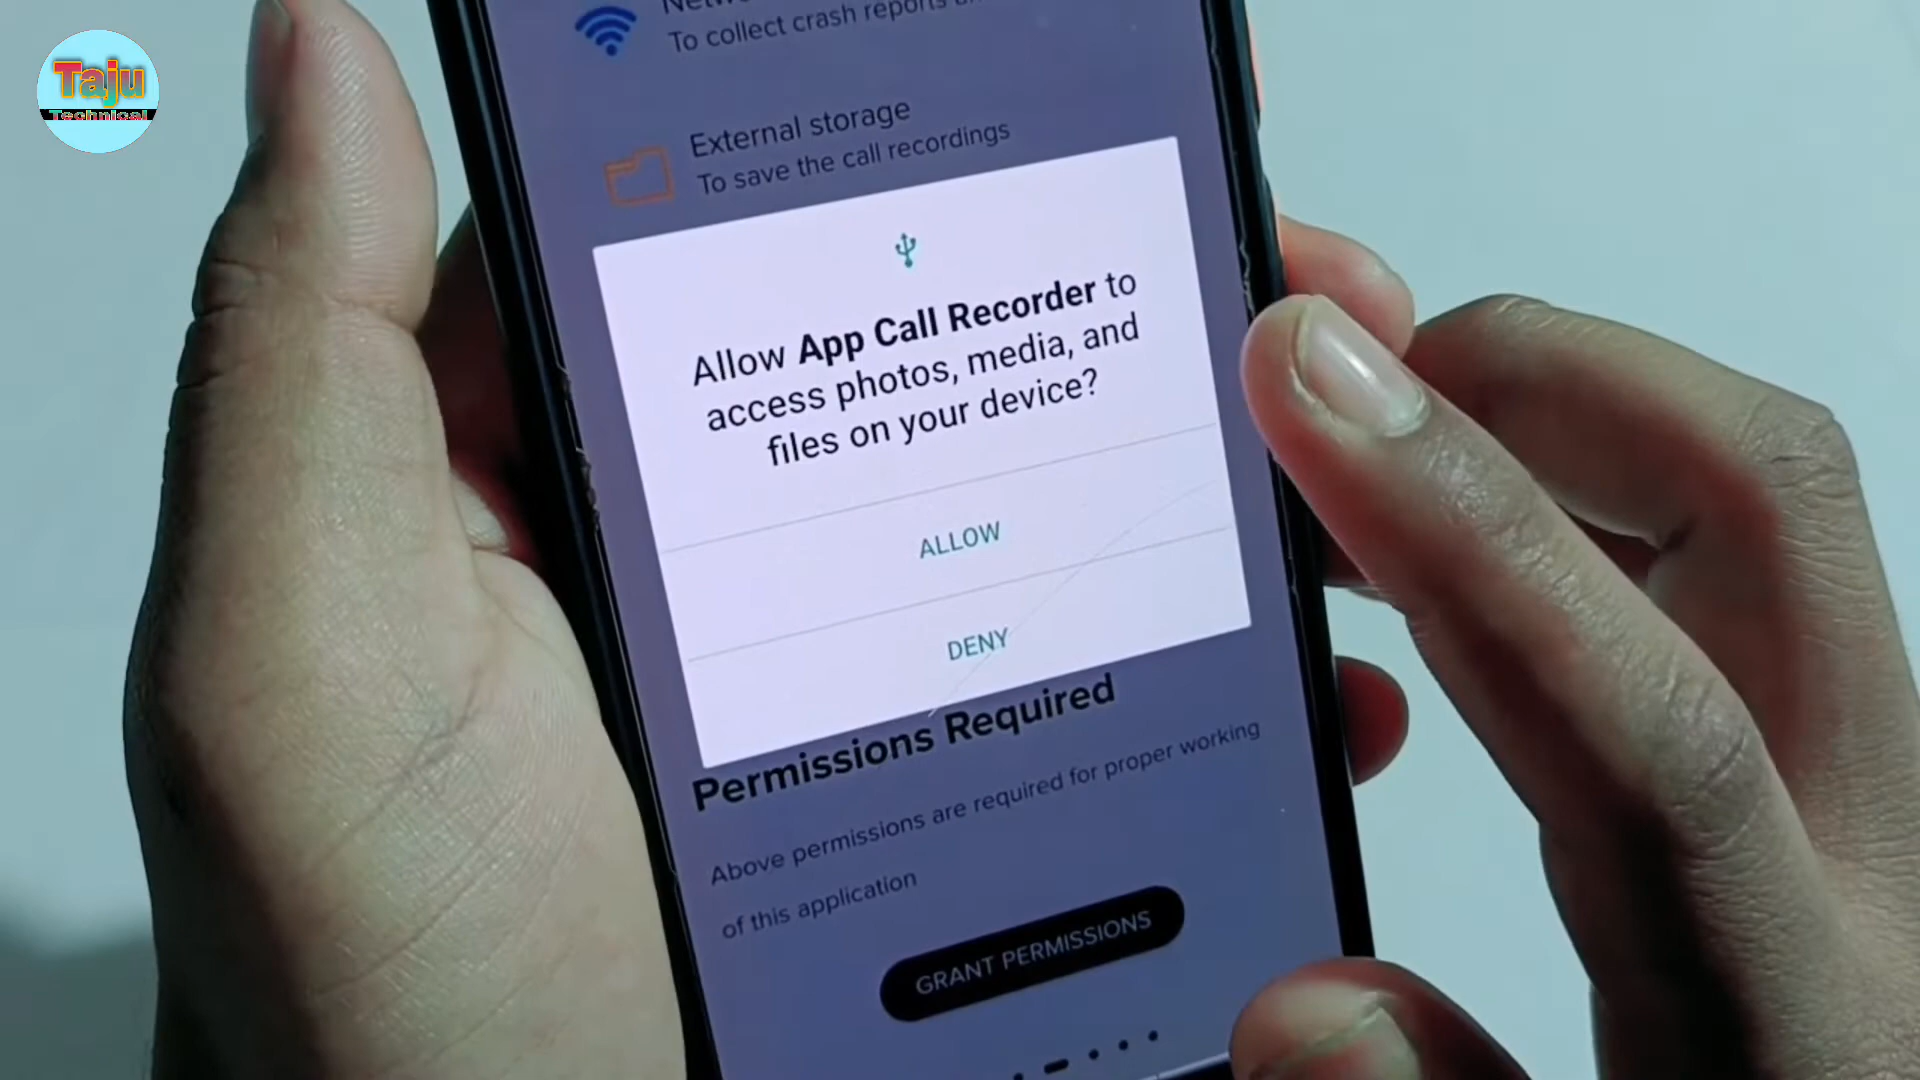 Taju
Technical
To collect crash reports
External storage
To save the call recordings
Allow App Call Recorder to
access photos, media, and
files on your device?
ALLOW
DENY
Permissions Required
Above permissions are required for proper working
of this application
GRANT PERMISSIONS